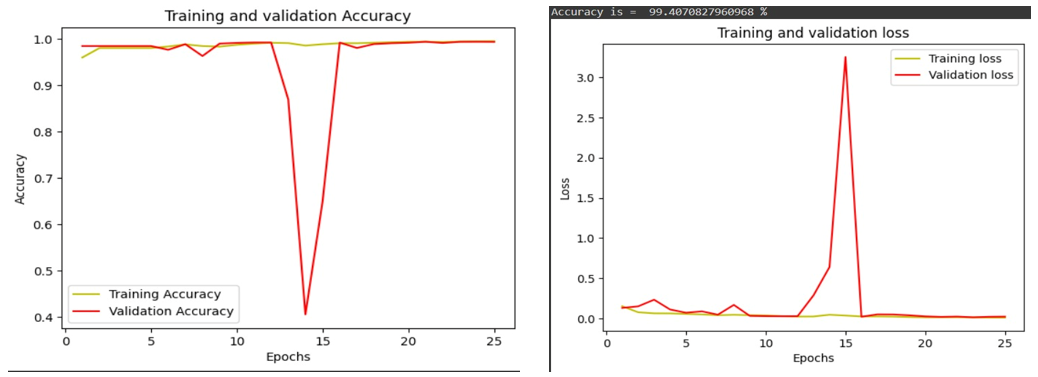 Training and validation Accuracy
1.0
0.9
0.8
0.7
0.6
0.5
0.4
Accuracy
Training Accuracy
Validation Accuracy
0 5 10 15 20 25
Epochs
Accuracy is =  99.4070827960968 %
Training and validation loss
Training loss
Validation loss
3.0
2.5
2.0
1.5
1.0
0.5
0.0
Loss
0 5 10 15 20 25
Epochs